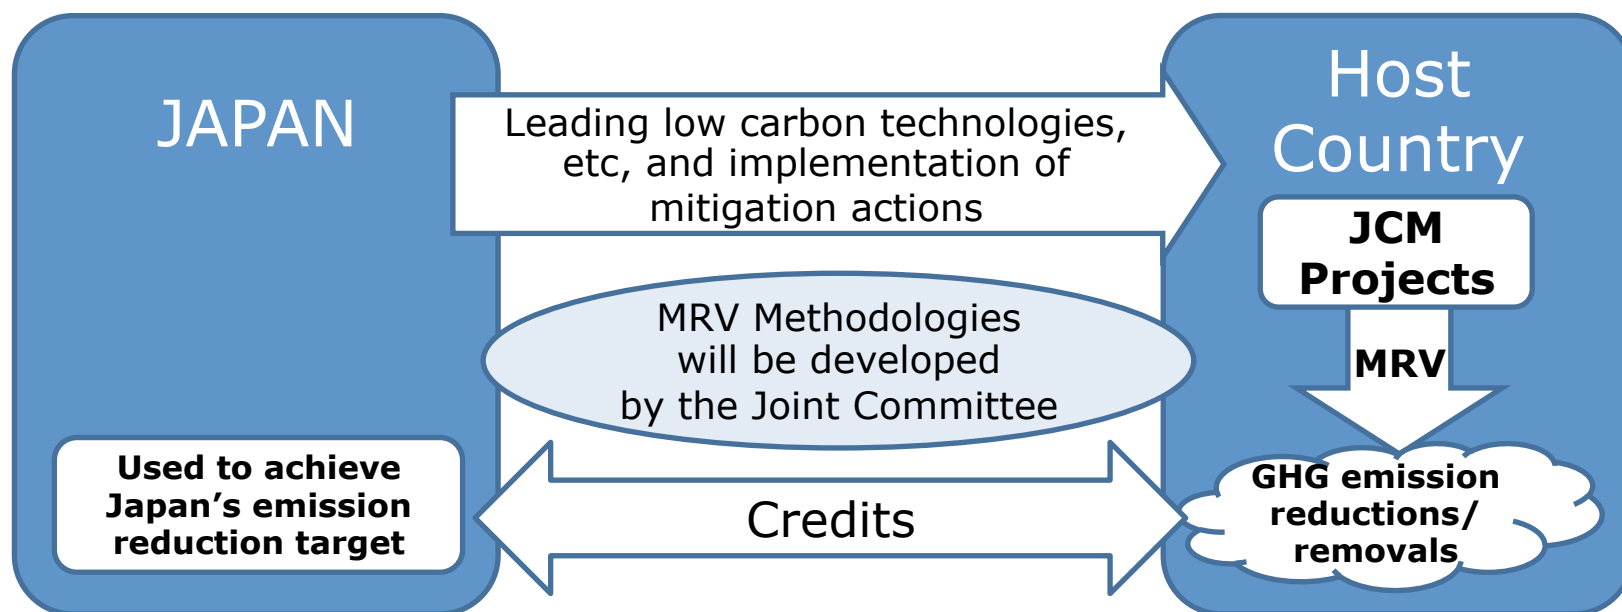 JAPAN
Leading low carbon technologies,
etc, and implementation of
mitigation actions
Host
Country
JCM
Projects
MRV Methodologies
will be developed
by the Joint Committee
MRV
Used to achieve
Japan’s emission
reduction target
Credits
GHG emission
reductions/
removals